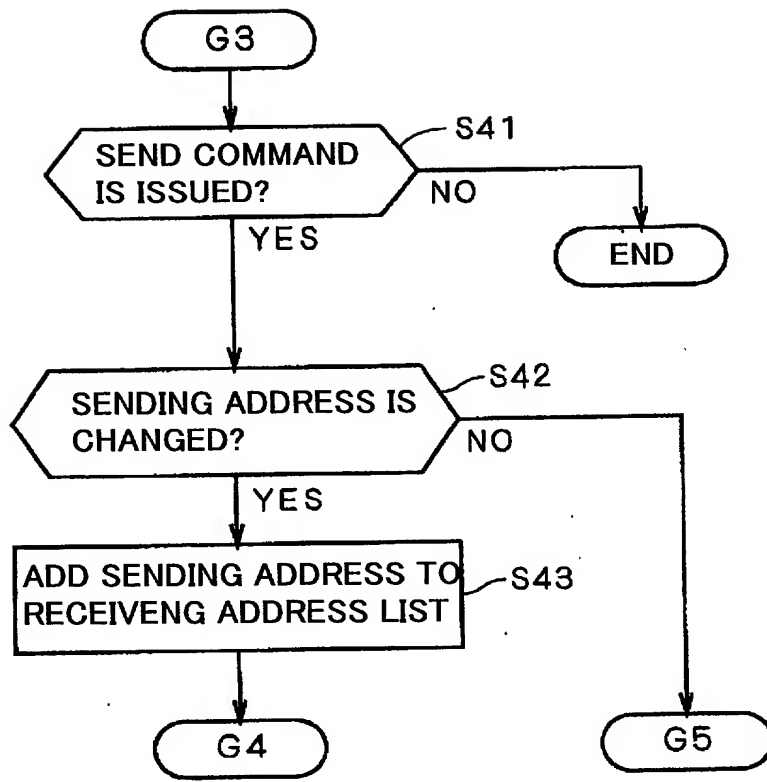 G3
SEND COMMAND
IS ISSUED?
S41
NO
YES
END
SENDING ADDRESS IS
CHANGED?
S42
NO
YES
ADD SENDING ADDRESS TO
RECEIVENG ADDRESS LIST
S43
G4
G5